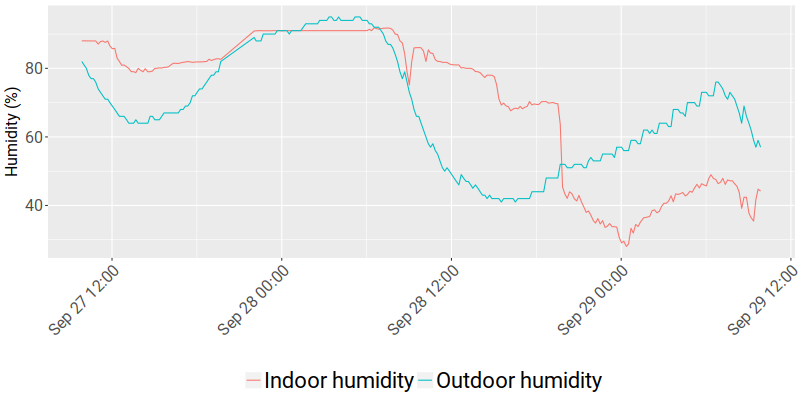 Humidity (%)
80
60
40
Sep 27 12:00
Sep 28 00:00
Sep 28 12:00
Sep 29 00:00
Sep 29 12:00
Indoor humidity Outdoor humidity